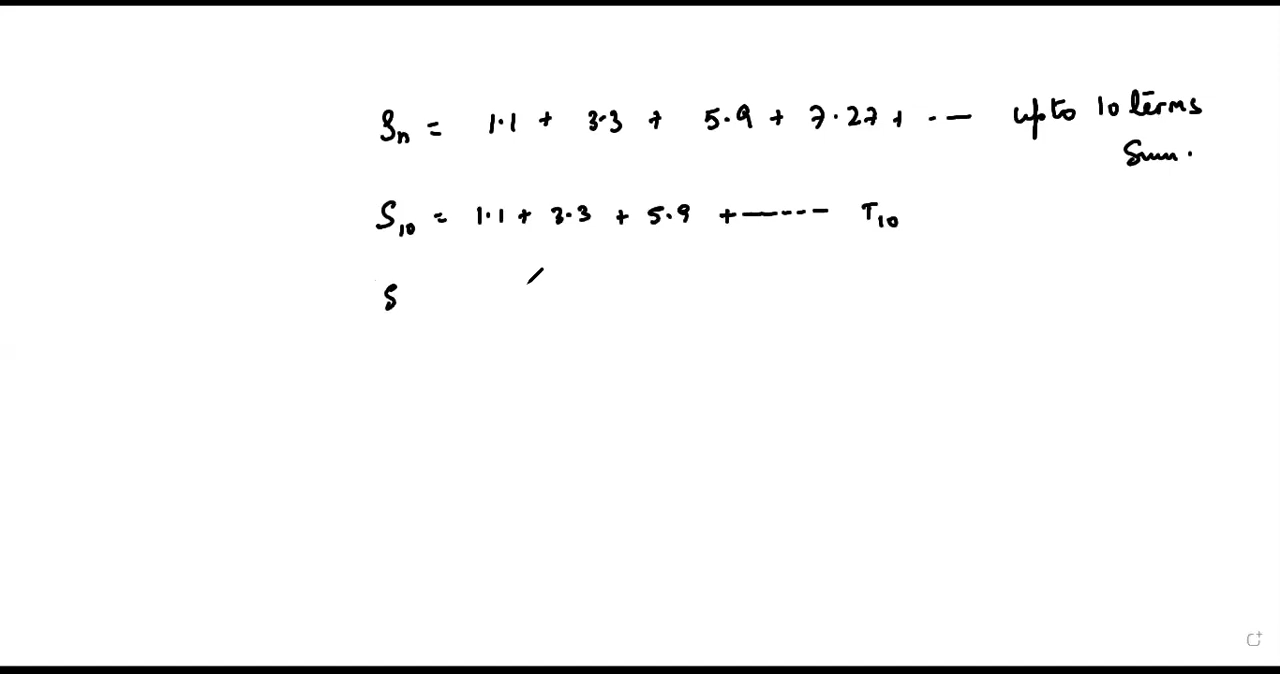 Sn = 1·1 + 3·3 + 5·9 + 7·27 + ·-— upto 10 terms
Sum.
S10 = 1·1 + 3·3 + 5·9 + ------ T10
S